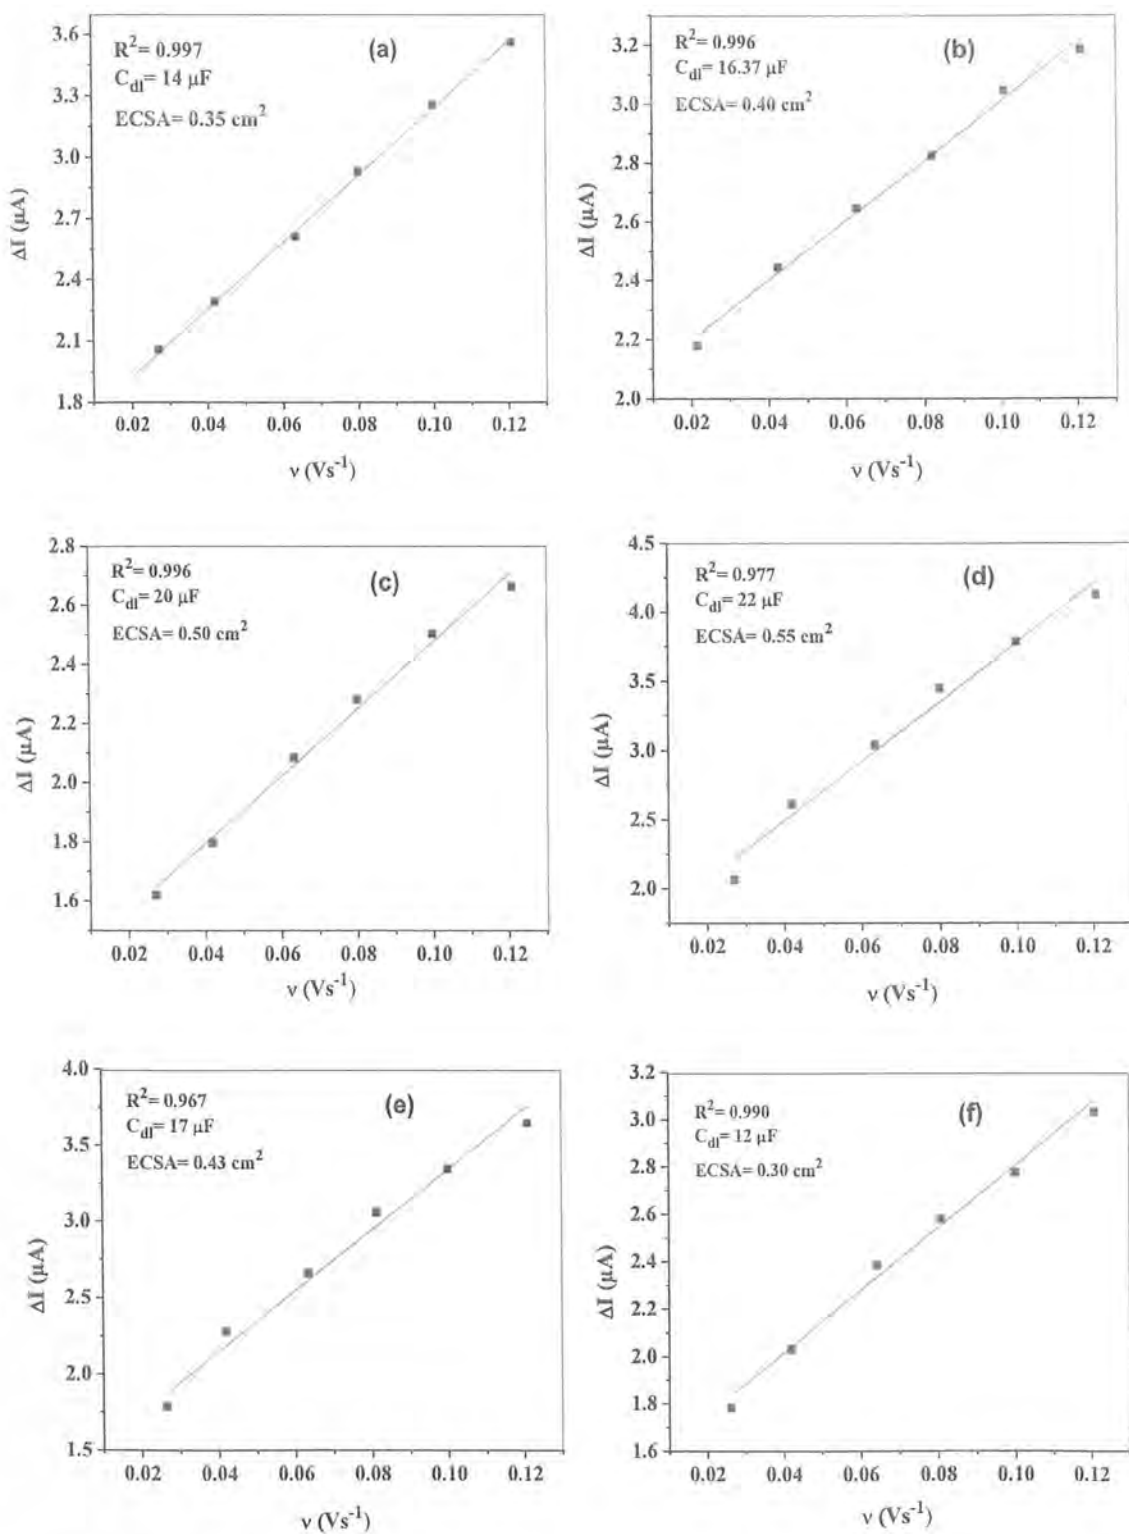 R²= 0.997
C_dl= 14 µF
ECSA= 0.35 cm²
(a)
3.6
3.3
3.0
2.7
2.4
2.1
1.8
ΔI (µA)
0.02 0.04 0.06 0.08 0.10 0.12
ν (Vs⁻¹)
R²= 0.996
C_dl= 16.37 µF
ECSA= 0.40 cm²
(b)
3.2
3.0
2.8
2.6
2.4
2.2
2.0
ΔI (µA)
0.02 0.04 0.06 0.08 0.10 0.12
ν (Vs⁻¹)
R²= 0.996
C_dl= 20 µF
ECSA= 0.50 cm²
(c)
2.8
2.6
2.4
2.2
2.0
1.8
1.6
ΔI (µA)
0.02 0.04 0.06 0.08 0.10 0.12
ν (Vs⁻¹)
R²= 0.977
C_dl= 22 µF
ECSA= 0.55 cm²
(d)
4.5
4.0
3.5
3.0
2.5
2.0
ΔI (µA)
0.02 0.04 0.06 0.08 0.10 0.12
ν (Vs⁻¹)
R²= 0.967
C_dl= 17 µF
ECSA= 0.43 cm²
(e)
4.0
3.5
3.0
2.5
2.0
1.5
ΔI (µA)
0.02 0.04 0.06 0.08 0.10 0.12
ν (Vs⁻¹)
R²= 0.990
C_dl= 12 µF
ECSA= 0.30 cm²
(f)
3.2
3.0
2.8
2.6
2.4
2.2
2.0
1.8
1.6
ΔI (µA)
0.02 0.04 0.06 0.08 0.10 0.12
ν (Vs⁻¹)